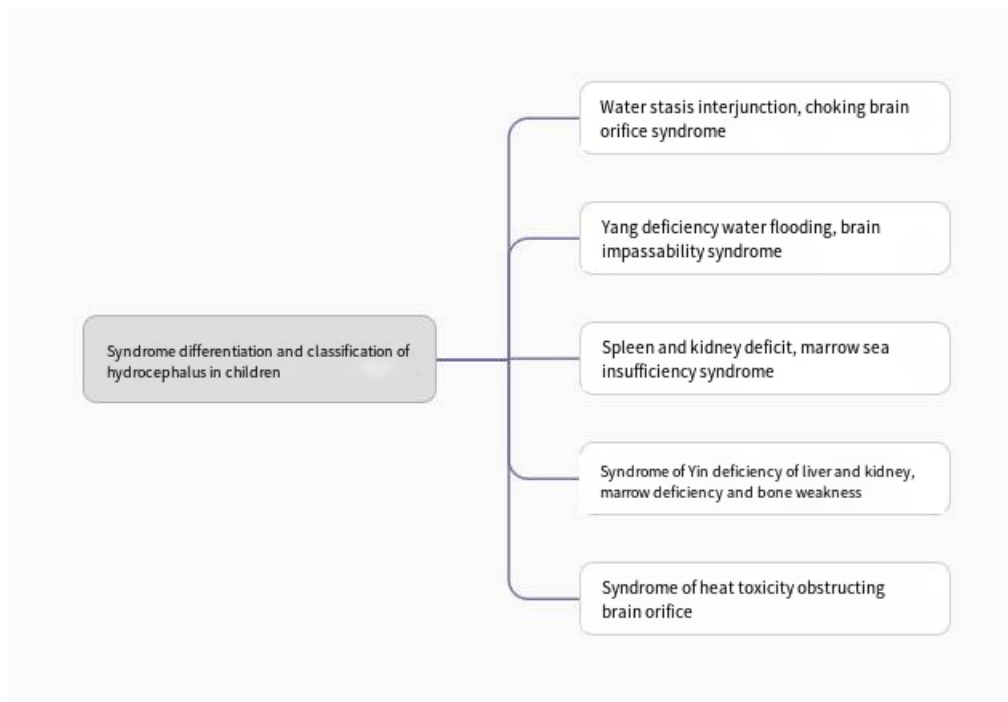 Water stasis interjunction, choking brain
orifice syndrome
Yang deficiency water flooding, brain
impassability syndrome
Syndrome differentiation and classification of
hydrocephalus in children
Spleen and kidney deficit, marrow sea
insufficiency syndrome
Syndrome of Yin deficiency of liver and kidney,
marrow deficiency and bone weakness
Syndrome of heat toxicity obstructing
brain orifice